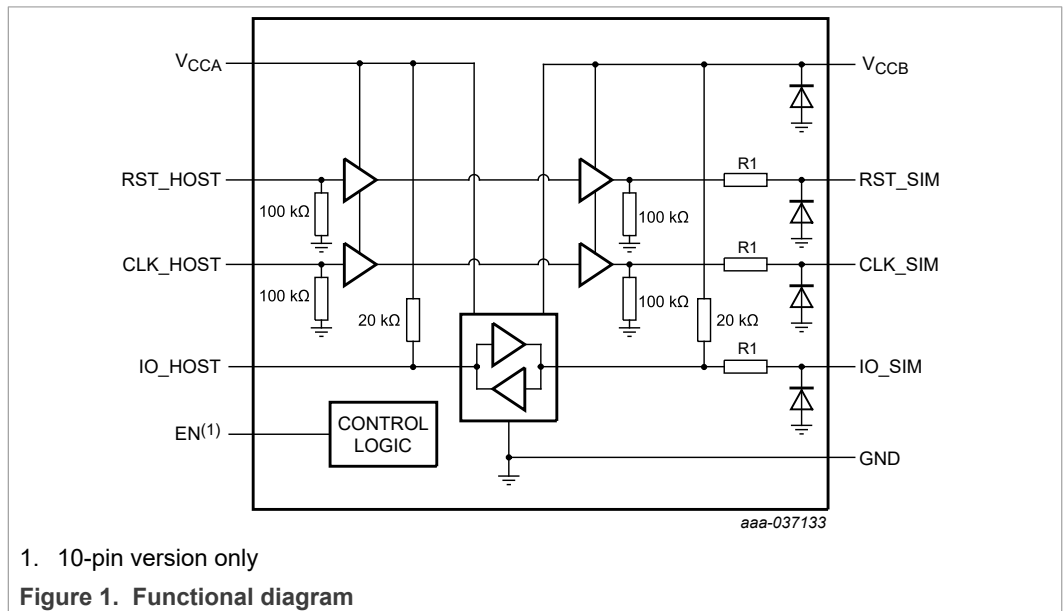 VCCA
VCCB
R1
RST_HOST
RST_SIM
100 kΩ
100 kΩ
R1
CLK_HOST
CLK_SIM
100 kΩ
20 kΩ
100 kΩ
20 kΩ
R1
IO_HOST
IO_SIM
EN(1)
CONTROL
LOGIC
GND
aaa-037133
1. 10-pin version only
Figure 1. Functional diagram